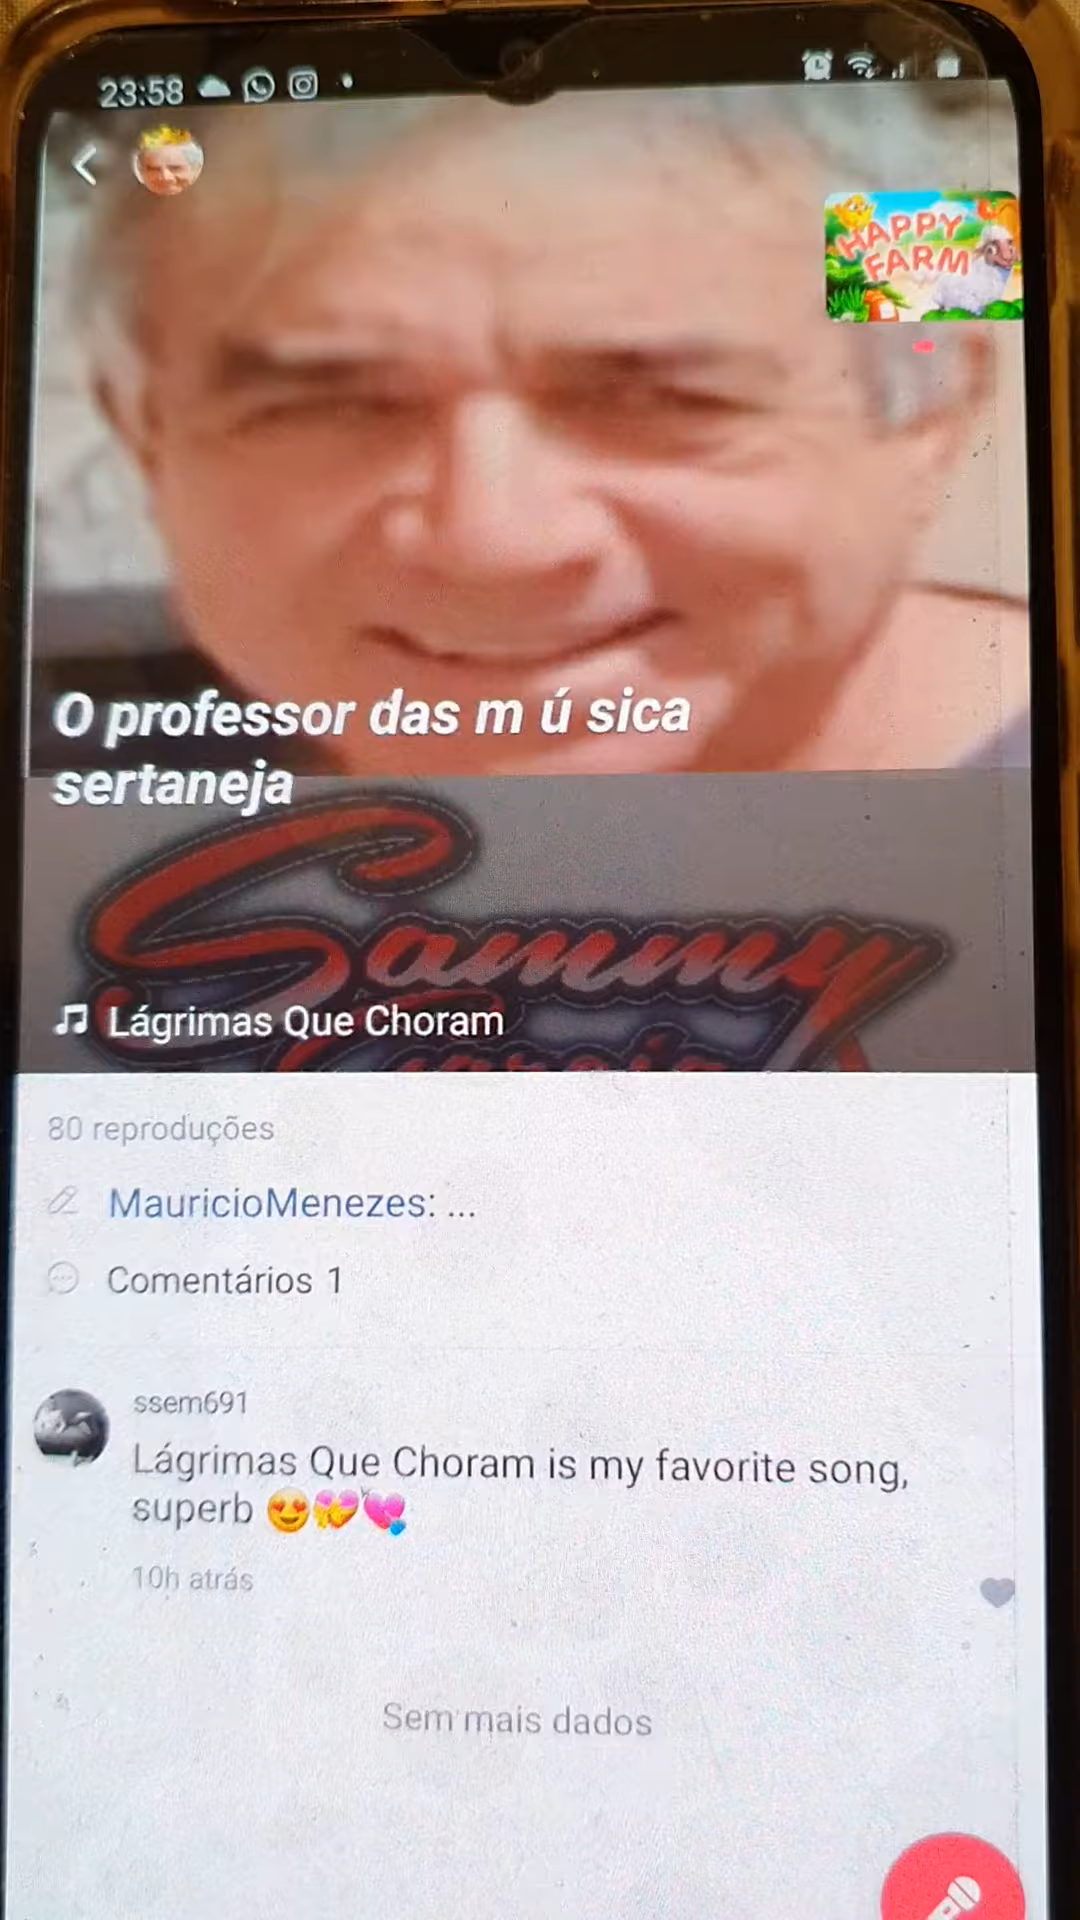 23:58
HAPPY
FARM
O professor das m ú sica
sertaneja
Sammy
Lágrimas Que Choram
80 reproduções
MauricioMenezes: ...
Comentários 1
ssem691
Lágrimas Que Choram is my favorite song,
superb 😍💝💘
10h atrás
Sem mais dados